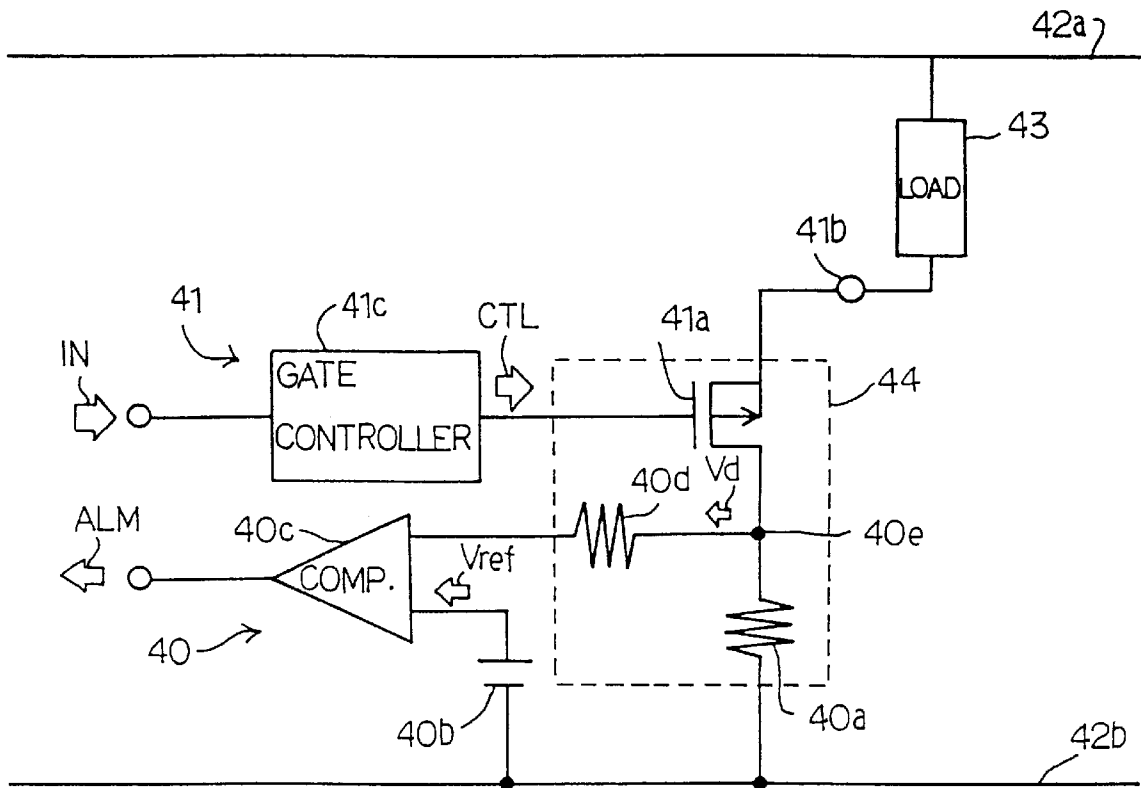 42a
43
LOAD
41b
41
41c
CTL
41a
44
IN
GATE
CONTROLLER
Vd
40d
ALM
40c
40e
COMP.
Vref
40
40b
40a
42b